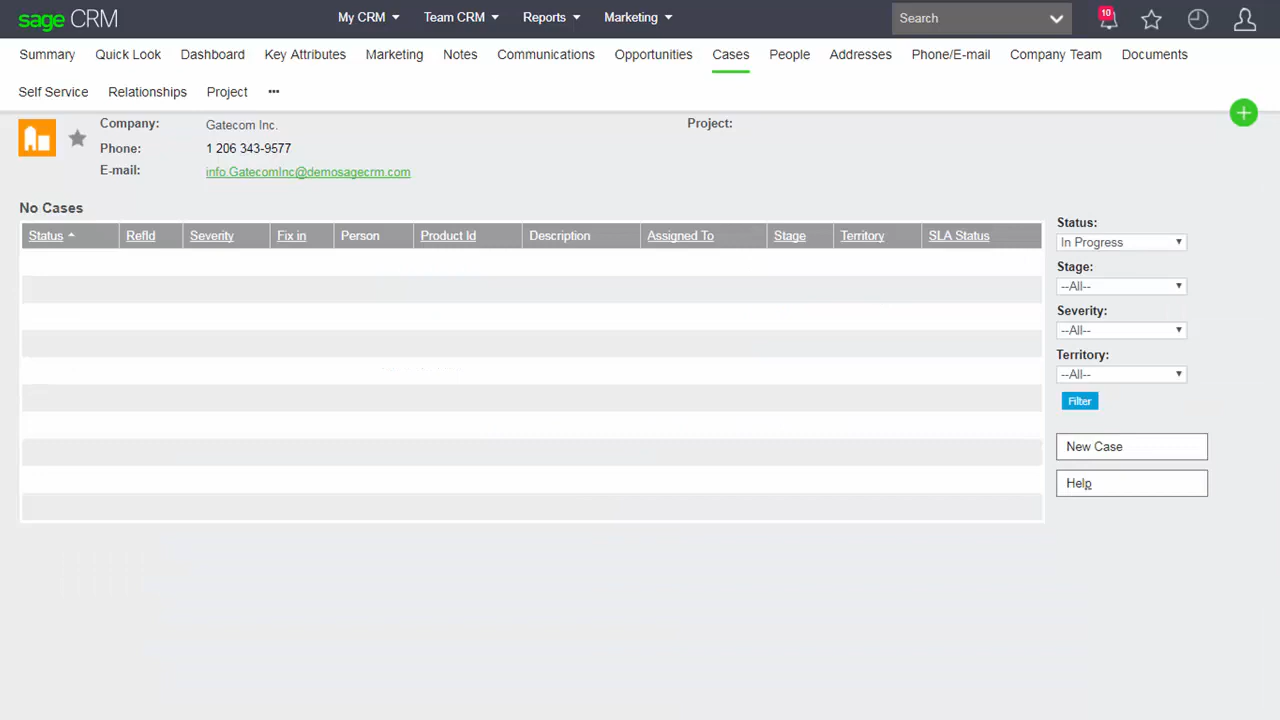 sage CRM My CRM Team CRM Reports Marketing Search 10
Summary Quick Look Dashboard Key Attributes Marketing Notes Communications Opportunities Cases People Addresses Phone/E-mail Company Team Documents
Self Service Relationships Project •••
Company: Gatecom Inc. Project:
Phone: 1 206 343-9577
E-mail: info.GatecomInc@demosagecrm.com
No Cases
Status RefId Severity Fix in Person Product Id Description Assigned To Stage Territory SLA Status
Status:
In Progress
Stage:
--All--
Severity:
--All--
Territory:
--All--
Filter
New Case
Help